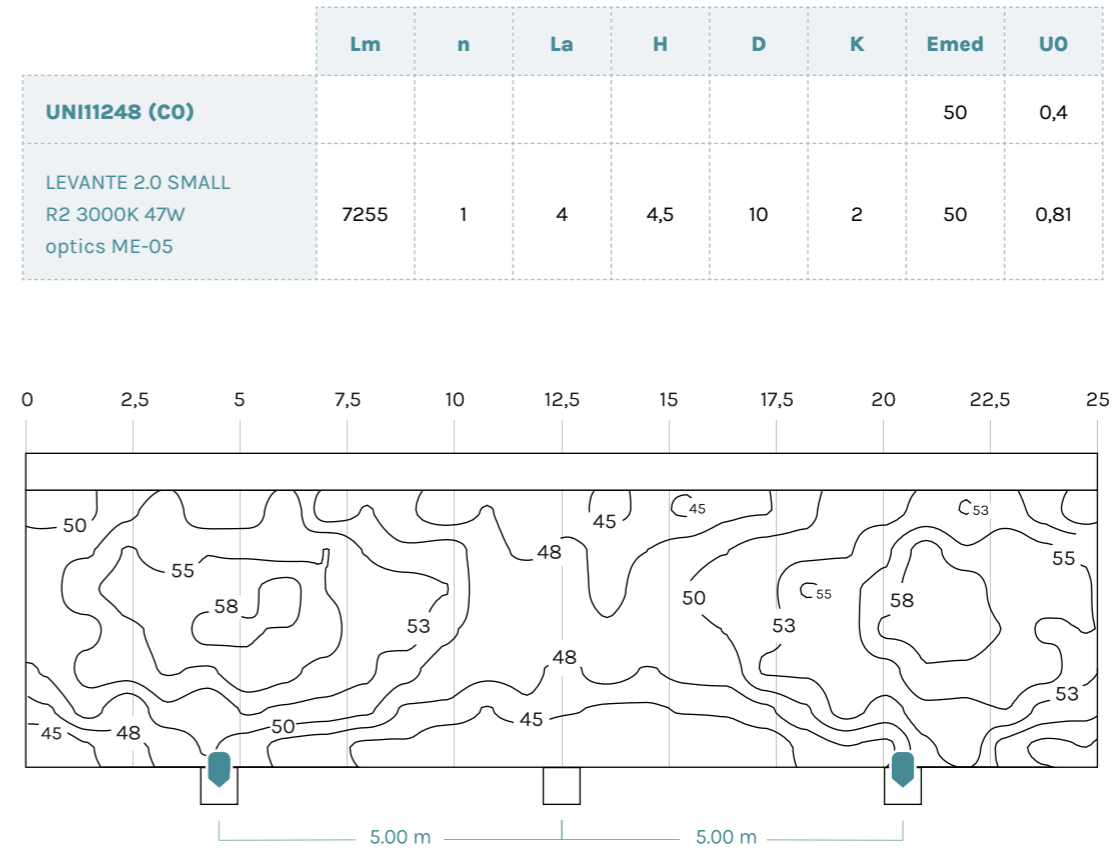 Lm n La H D K Emed U0
UNI11248 (C0) 50 0,4
LEVANTE 2.0 SMALL
R2 3000K 47W
optics ME-05
7255 1 4 4,5 10 2 50 0,81
0 2,5 5 7,5 10 12,5 15 17,5 20 22,5 25
45 53
50 45
48 55
55
58 50 55 58
53 53
48
53
45
50
45 48
5.00 m 5.00 m